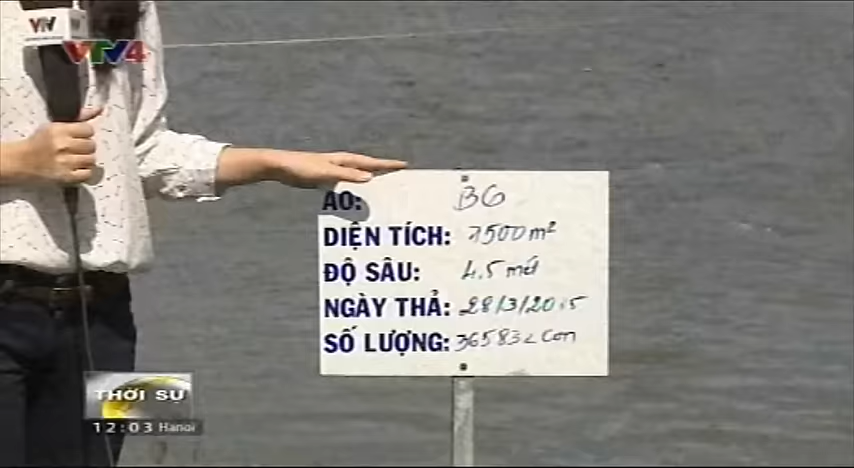 VTV
VTV4
AO: B6
DIỆN TÍCH: 7500 m²
ĐỘ SÂU: 4.5 mét
NGÀY THẢ: 28/3/2015
SỐ LƯỢNG: 365832 con
THỜI SỰ
12:03 Hanoi